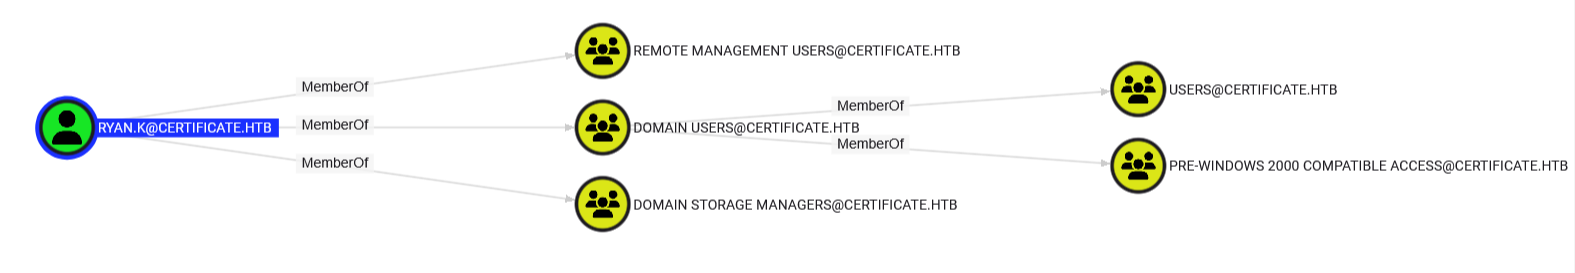 REMOTE MANAGEMENT USERS@CERTIFICATE.HTB
MemberOf
USERS@CERTIFICATE.HTB
MemberOf
RYAN.K@CERTIFICATE.HTB
MemberOf
DOMAIN USERS@CERTIFICATE.HTB
MemberOf
MemberOf
PRE-WINDOWS 2000 COMPATIBLE ACCESS@CERTIFICATE.HTB
DOMAIN STORAGE MANAGERS@CERTIFICATE.HTB